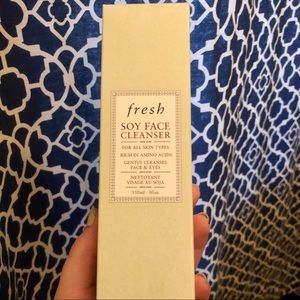 fresh
SOY FACE
CLEANSER
FOR ALL SKIN TYPES
RICH IN AMINO ACIDS
GENTLY CLEANSES
FACE & EYES
NETTOYANT
VISAGE AU SOJA